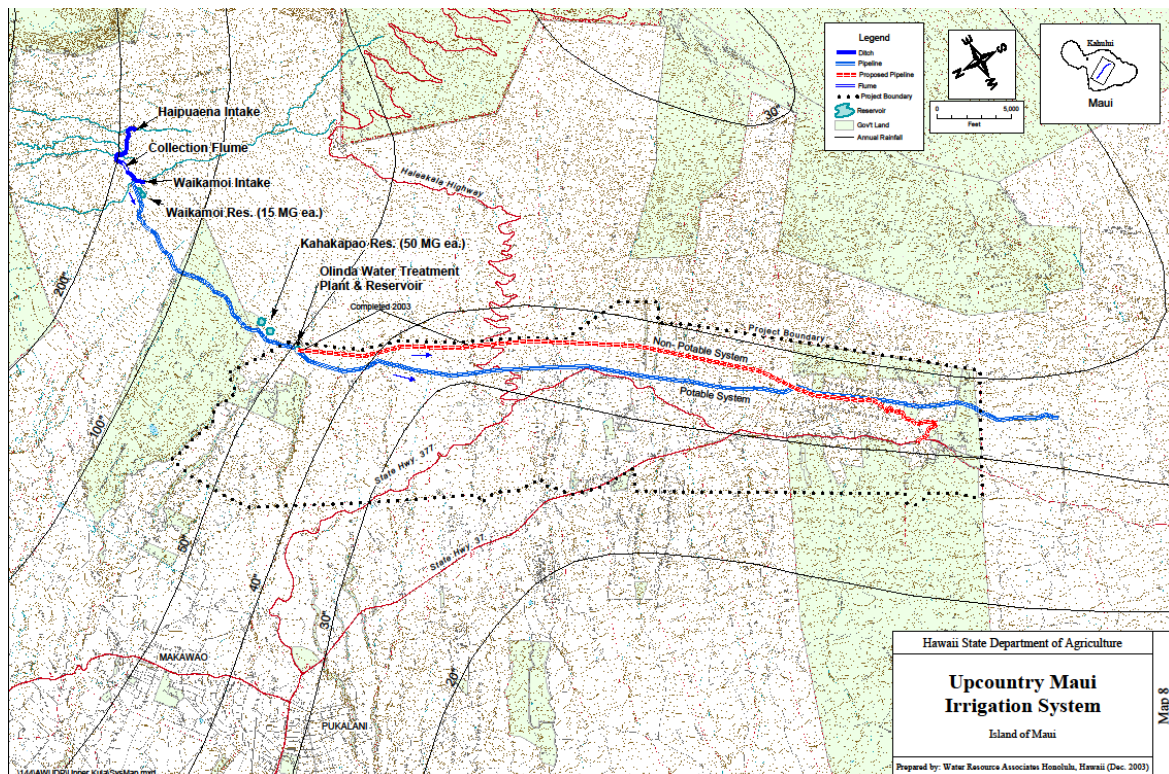 Legend
Ditch
Pipeline
Proposed Pipeline
Flume
Project Boundary
Reservoir
Gov't Land
Annual Rainfall
N
E
S
W
0
5,000
Feet
Kahului
Maui
30"
Haipuaena Intake
Collection Flume
Waikamoi Intake
Waikamoi Res. (15 MG ea.)
Haleakala Highway
200"
Kahakapao Res. (50 MG ea.)
Olinda Water Treatment
Plant & Reservoir
Completed 2003
Project Boundary
Non- Potable System
Potable System
100"
State Hwy. 377
State Hwy. 37
50"
40"
30"
20"
MAKAWAO
PUKALANI
Hawaii State Department of Agriculture
Upcountry Maui
Irrigation System
Island of Maui
Prepared by: Water Resource Associates Honolulu, Hawaii (Dec. 2003)
Map 8